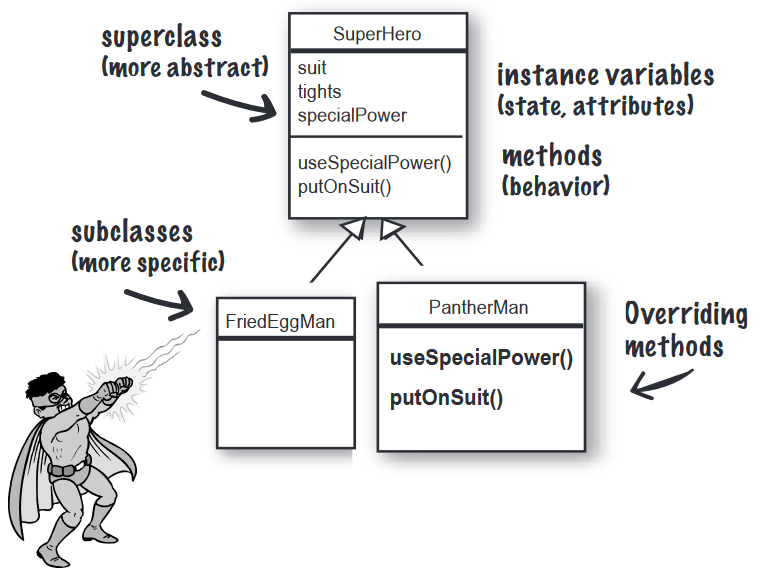 superclass
(more abstract)
SuperHero
suit
tights
specialPower
useSpecialPower()
putOnSuit()
instance variables
(state, attributes)
methods
(behavior)
subclasses
(more specific)
FriedEggMan
PantherMan
useSpecialPower()
putOnSuit()
Overriding
methods